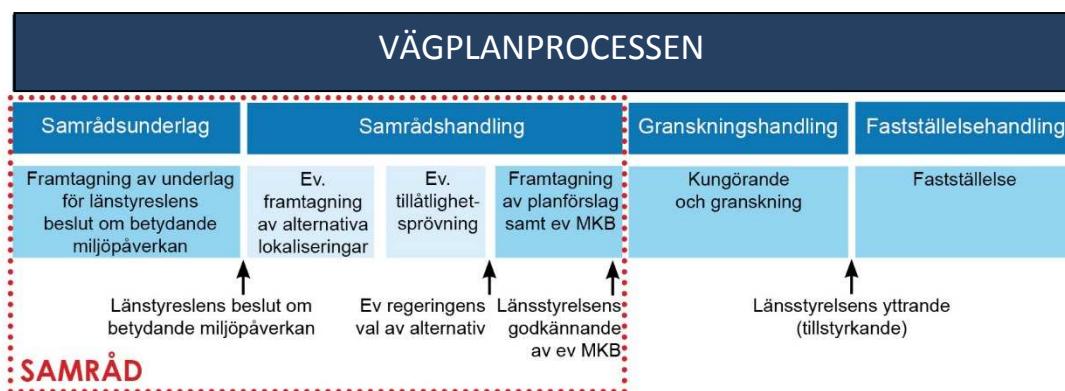 VÄGPLANPROCESSEN
Samrådsunderlag
Samrådshandling
Granskningshandling
Fastställelsehandling
Framtagning av underlag
för länstyreslens
beslut om betydande
miljöpåverkan
Ev.
framtagning
av alternativa
lokaliseringar
Ev.
tillåtlighet-
sprövning
Framtagning
av planförslag
samt ev MKB
Kungörande
och granskning
Fastställelse
Länstyreslens beslut om
betydande miljöpåverkan
Ev regeringens
val av alternativ
Länsstyrelsens
godkännande
av ev MKB
Länsstyrelsens yttrande
(tillstyrkande)
SAMRÅD